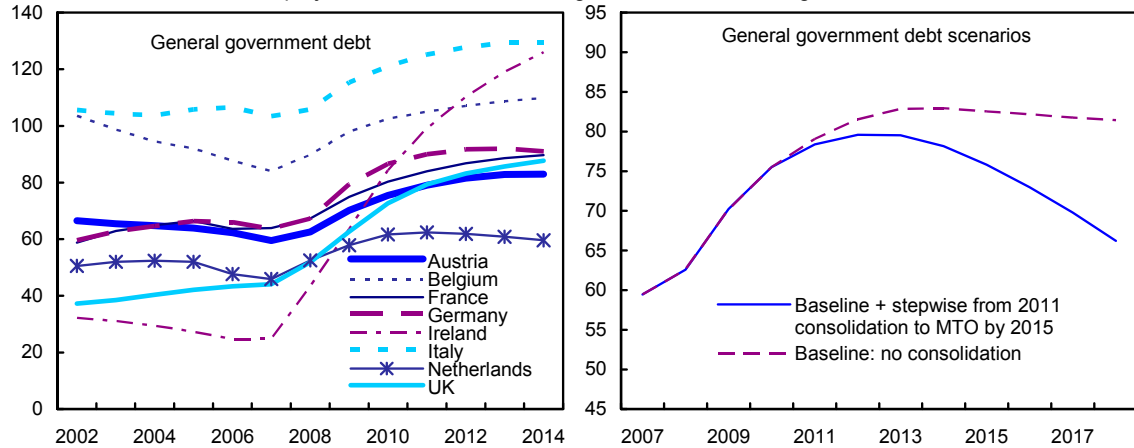 General government debt
140
120
100
80
60
40
20
0
2002 2004 2006 2008 2010 2012 2014
Austria
Belgium
France
Germany
Ireland
Italy
Netherlands
UK
General government debt scenarios
95
90
85
80
75
70
65
60
55
50
45
2007 2009 2011 2013 2015 2017
Baseline + stepwise from 2011
consolidation to MTO by 2015
Baseline: no consolidation